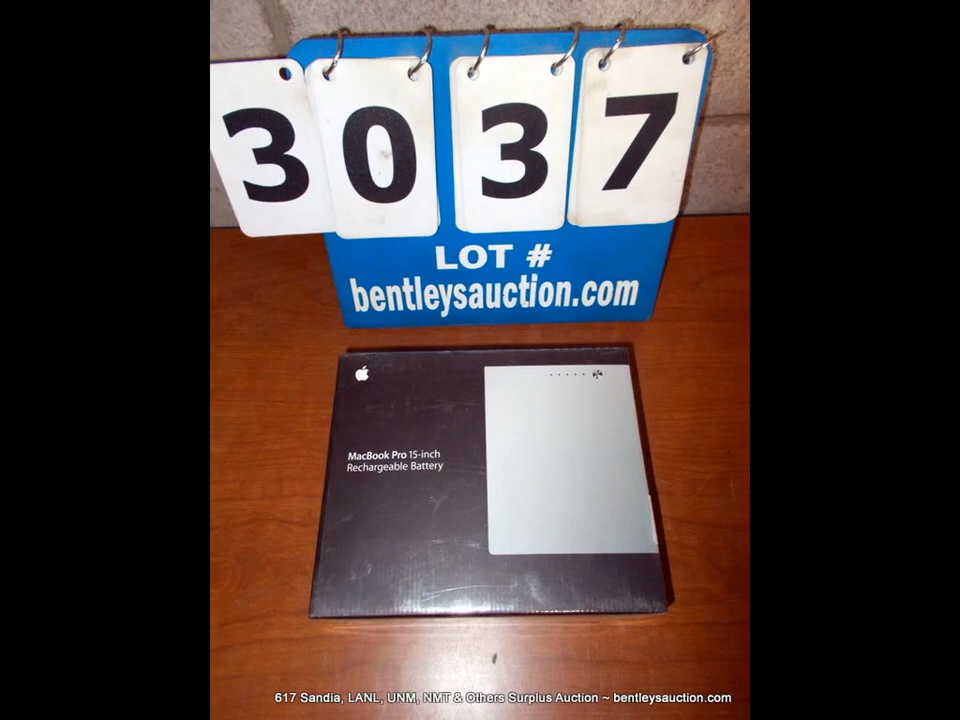 3037
LOT #
bentleysauction.com
MacBook Pro 15-inch
Rechargeable Battery
617 Sandia, LANL, UNM, NMT & Others Surplus Auction ~ bentleysauction.com